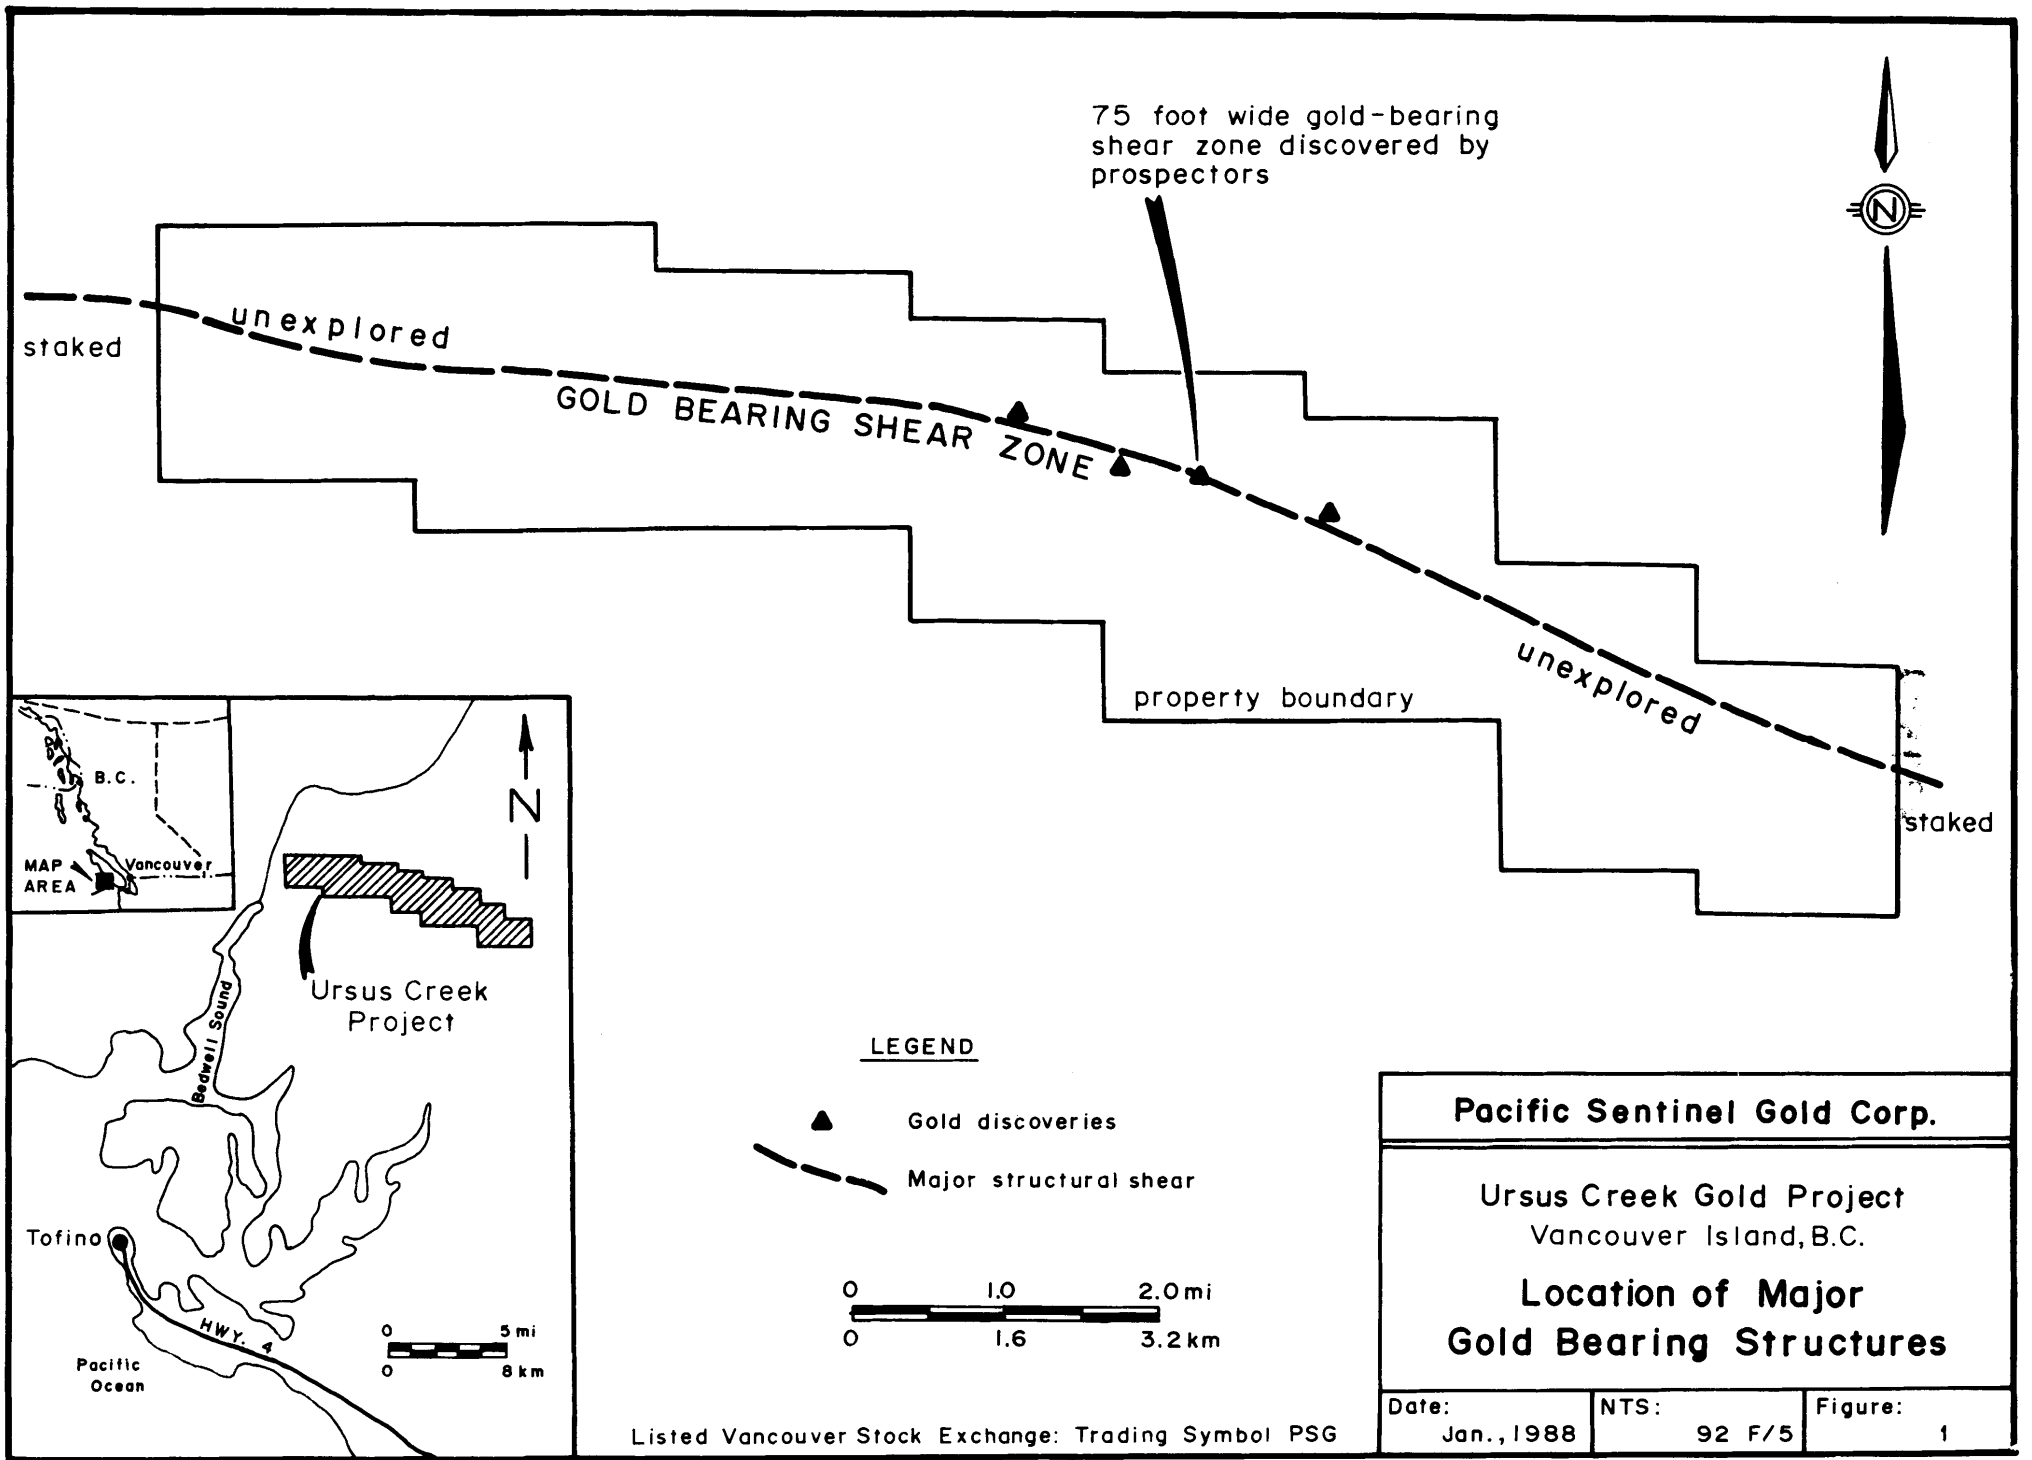 75 foot wide gold-bearing
shear zone discovered by
prospectors
N
unexplored
staked
GOLD BEARING SHEAR ZONE
unexplored
property boundary
staked
B.C.
MAP
AREA
Vancouver
N
Ursus Creek
Project
Bedwell Sound
Tofino
HWY. 4
Pacific
Ocean
0 5 mi
0 8 km
LEGEND
Gold discoveries
Major structural shear
0 1.0 2.0 mi
0 1.6 3.2 km
Listed Vancouver Stock Exchange: Trading Symbol PSG
Pacific Sentinel Gold Corp.
Ursus Creek Gold Project
Vancouver Island, B.C.
Location of Major
Gold Bearing Structures
Date:
Jan., 1988
NTS:
92 F/5
Figure:
1